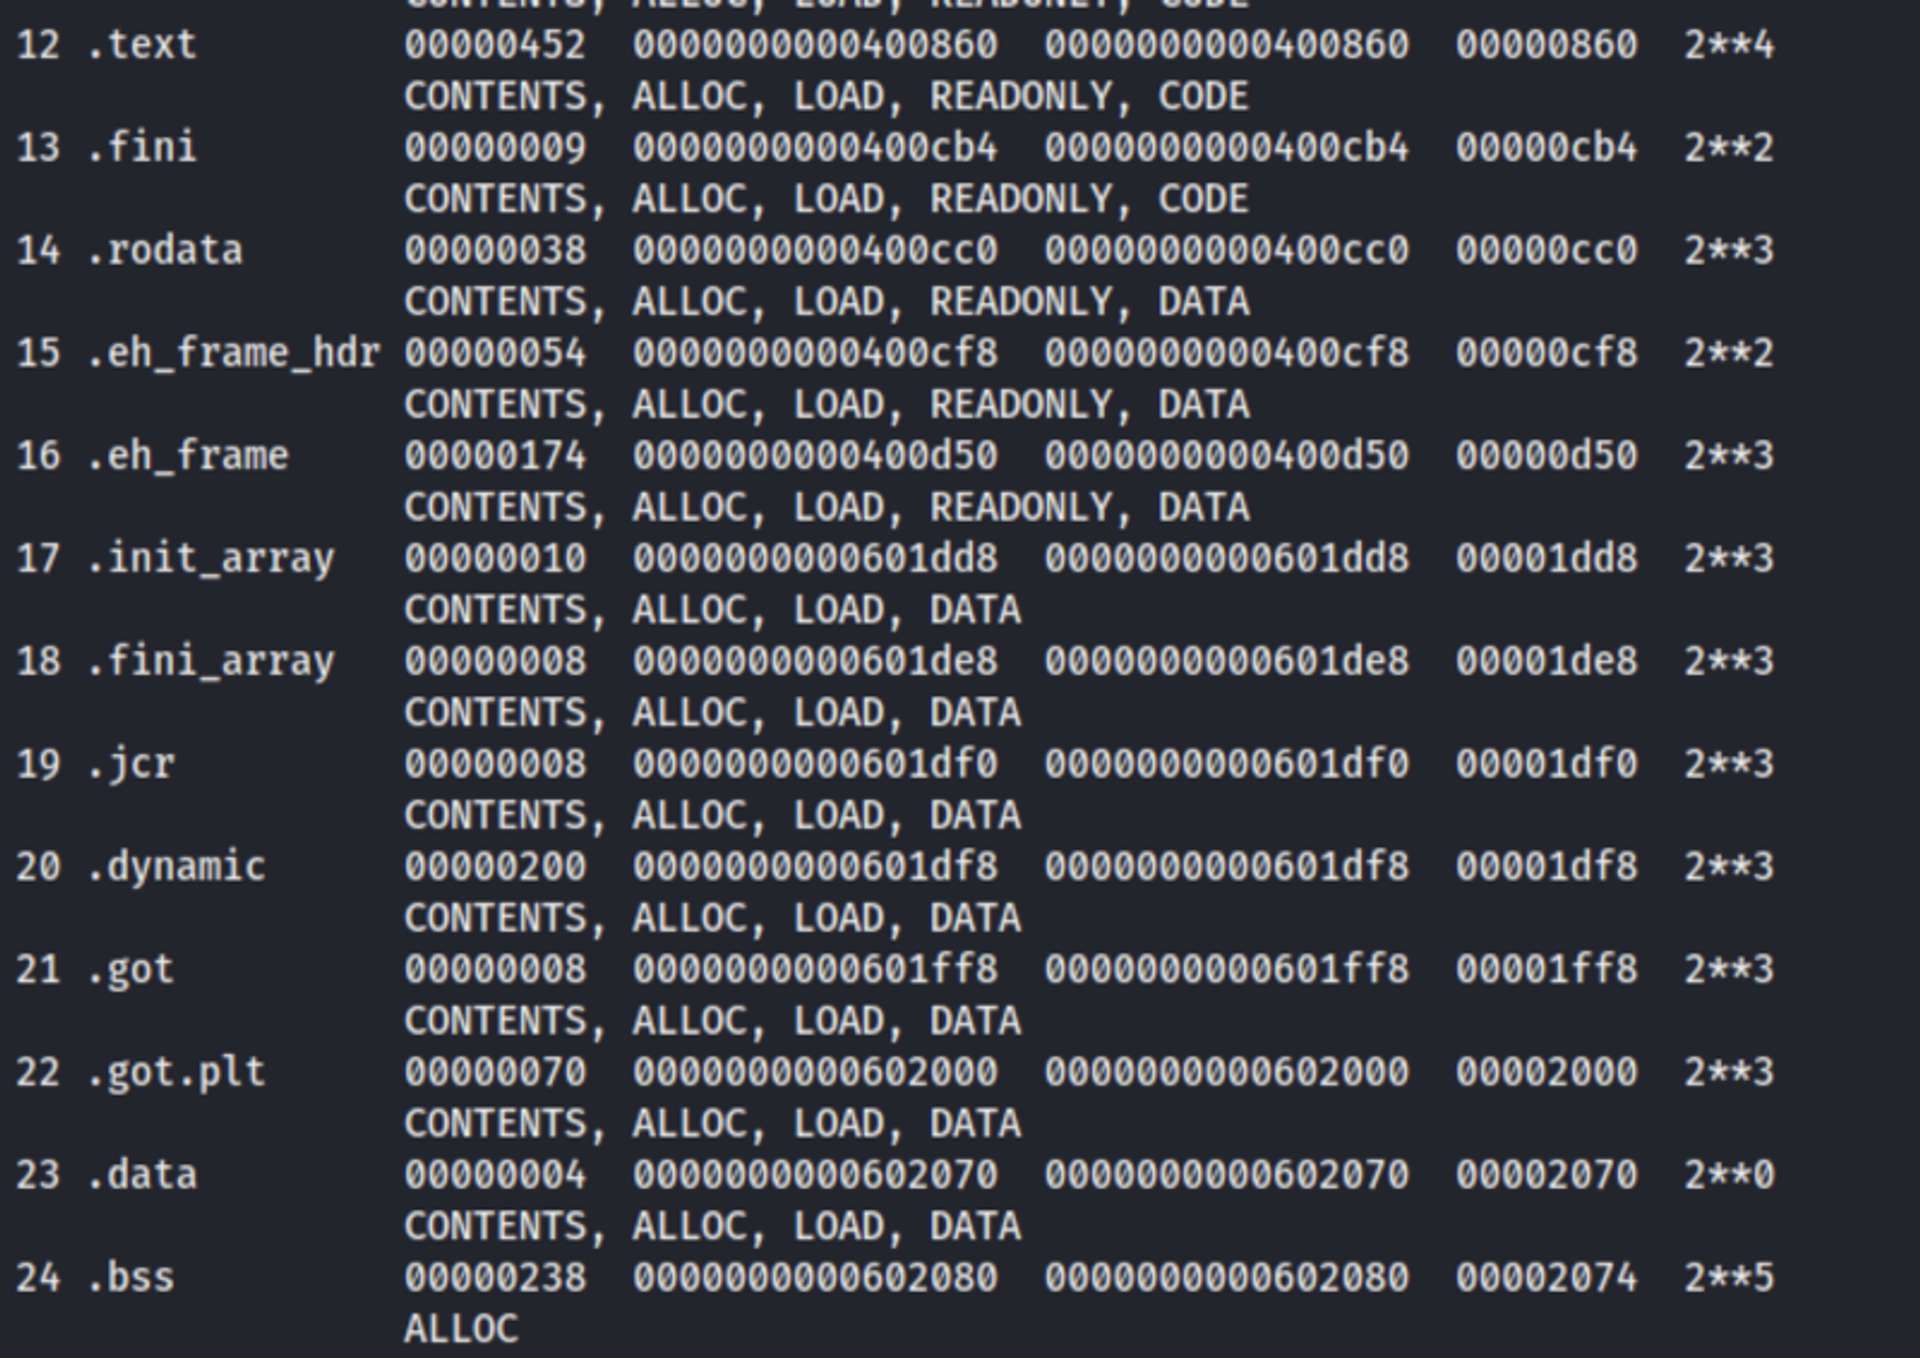 CONTENTS, ALLOC, LOAD, READONLY, CODE
12 .text 00000452 0000000000400860 0000000000400860 00000860 2**4
CONTENTS, ALLOC, LOAD, READONLY, CODE
13 .fini 00000009 0000000000400cb4 0000000000400cb4 00000cb4 2**2
CONTENTS, ALLOC, LOAD, READONLY, CODE
14 .rodata 00000038 0000000000400cc0 0000000000400cc0 00000cc0 2**3
CONTENTS, ALLOC, LOAD, READONLY, DATA
15 .eh_frame_hdr 00000054 0000000000400cf8 0000000000400cf8 00000cf8 2**2
CONTENTS, ALLOC, LOAD, READONLY, DATA
16 .eh_frame 00000174 0000000000400d50 0000000000400d50 00000d50 2**3
CONTENTS, ALLOC, LOAD, READONLY, DATA
17 .init_array 00000010 0000000000601dd8 0000000000601dd8 00001dd8 2**3
CONTENTS, ALLOC, LOAD, DATA
18 .fini_array 00000008 0000000000601de8 0000000000601de8 00001de8 2**3
CONTENTS, ALLOC, LOAD, DATA
19 .jcr 00000008 0000000000601df0 0000000000601df0 00001df0 2**3
CONTENTS, ALLOC, LOAD, DATA
20 .dynamic 00000200 0000000000601df8 0000000000601df8 00001df8 2**3
CONTENTS, ALLOC, LOAD, DATA
21 .got 00000008 0000000000601ff8 0000000000601ff8 00001ff8 2**3
CONTENTS, ALLOC, LOAD, DATA
22 .got.plt 00000070 0000000000602000 0000000000602000 00002000 2**3
CONTENTS, ALLOC, LOAD, DATA
23 .data 00000004 0000000000602070 0000000000602070 00002070 2**0
CONTENTS, ALLOC, LOAD, DATA
24 .bss 00000238 0000000000602080 0000000000602080 00002074 2**5
ALLOC